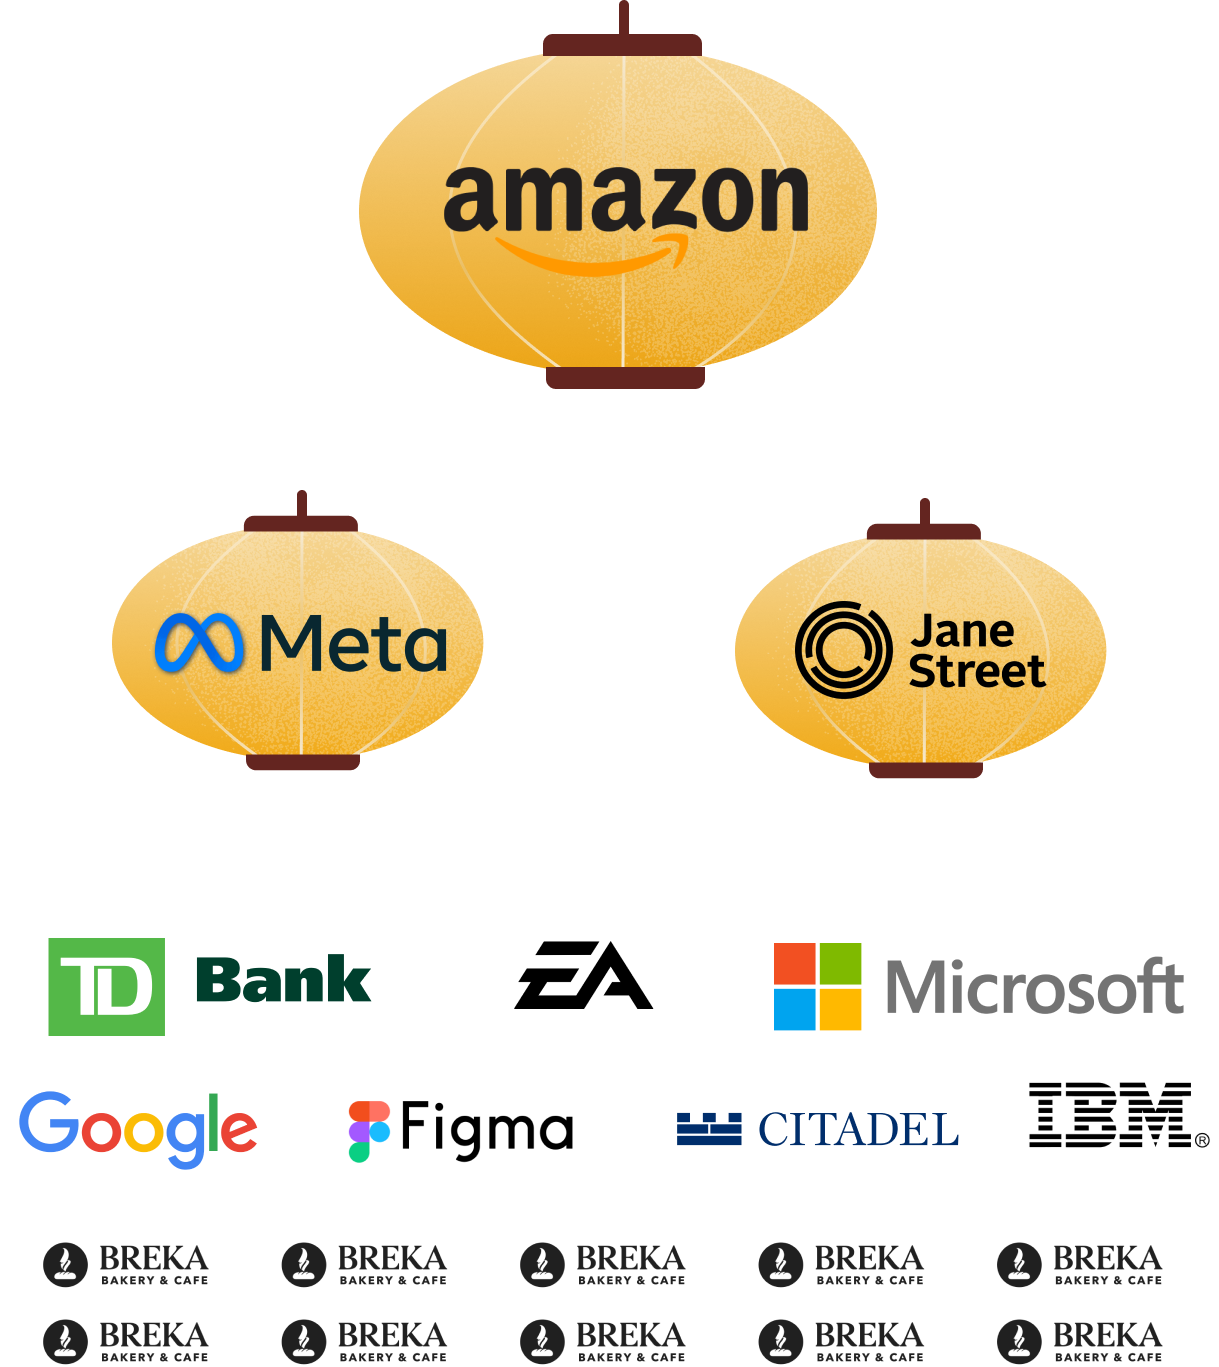 amazon
Meta
Jane
Street
TD Bank
EA
Microsoft
Google
Figma
CITADEL
IBM®
BREKA
BAKERY & CAFE
BREKA
BAKERY & CAFE
BREKA
BAKERY & CAFE
BREKA
BAKERY & CAFE
BREKA
BAKERY & CAFE
BREKA
BAKERY & CAFE
BREKA
BAKERY & CAFE
BREKA
BAKERY & CAFE
BREKA
BAKERY & CAFE
BREKA
BAKERY & CAFE